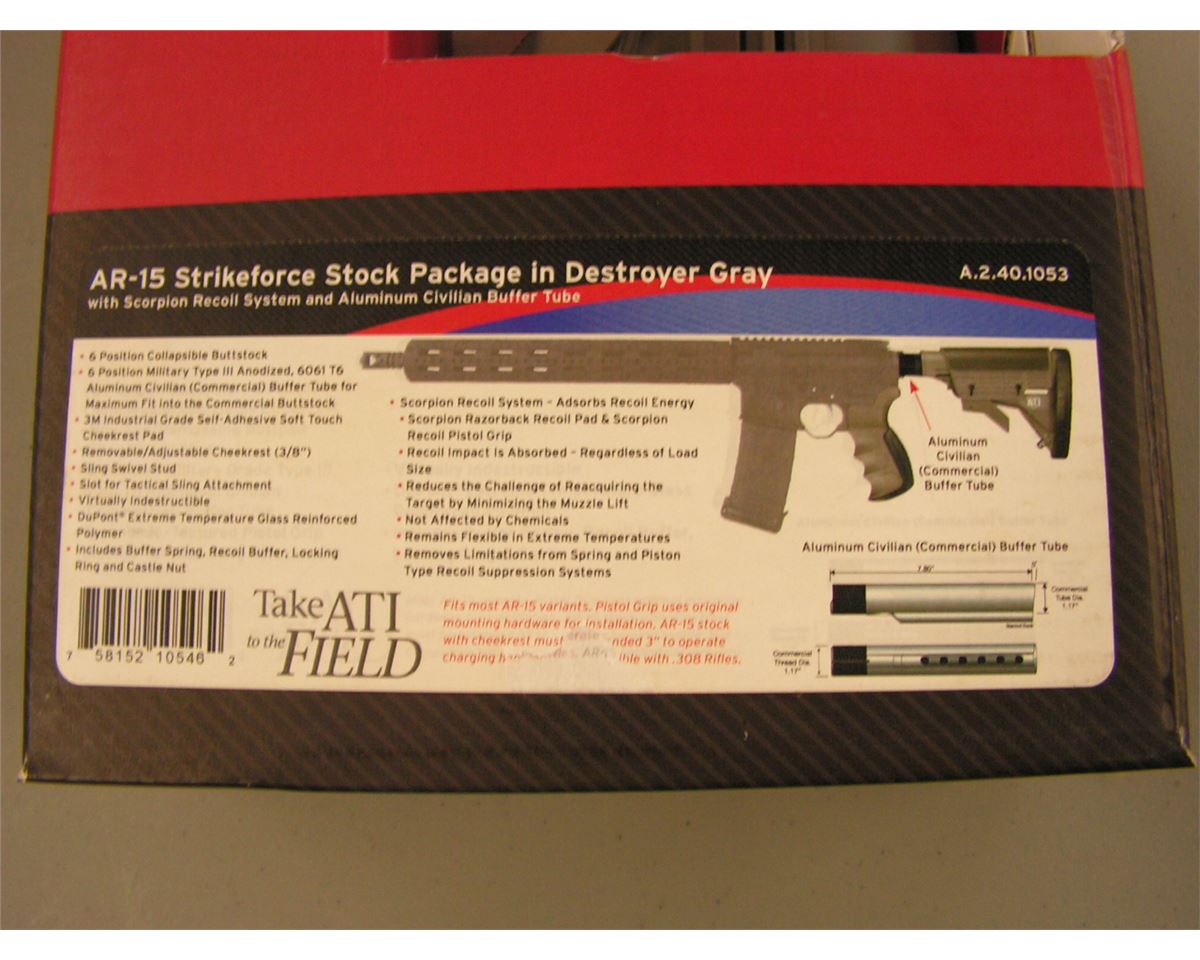 AR-15 Strikeforce Stock Package in Destroyer Gray
A.2.40.1053
with Scorpion Recoil System and Aluminum Civilian Buffer Tube
• 6 Position Collapsible Buttstock
• 6 Position Military Type III Anodized, 6061 T6
Aluminum Civilian (Commercial) Buffer Tube for
Maximum Fit into the Commercial Buttstock
• 3M Industrial Grade Self-Adhesive Soft Touch
Cheekrest Pad
• Removable/Adjustable Cheekrest (3/8")
• Sling Swivel Stud
• Slot for Tactical Sling Attachment
• Virtually Indestructible
• DuPont® Extreme Temperature Glass Reinforced
Polymer
• Includes Buffer Spring, Recoil Buffer, Locking
Ring and Castle Nut
• Scorpion Recoil System - Adsorbs Recoil Energy
• Scorpion Razorback Recoil Pad & Scorpion
Recoil Pistol Grip
• Recoil Impact is Absorbed - Regardless of Load
Size
• Reduces the Challenge of Reacquiring the
Target by Minimizing the Muzzle Lift
• Not Affected by Chemicals
• Remains Flexible in Extreme Temperatures
• Removes Limitations from Spring and Piston
Type Recoil Suppression Systems
ATI
Aluminum
Civilian
(Commercial)
Buffer Tube
Aluminum Civilian (Commercial) Buffer Tube
7.80"
Commercial
Tube Dia.
1.17"
Commercial
Thread Dia.
1.17"
7 58152 10546 2
Take ATI
to the FIELD
Fits most AR-15 variants. Pistol Grip uses original
mounting hardware for installation. AR-15 stock
with cheekrest must nded 3" to operate
charging ible with .308 Rifles.